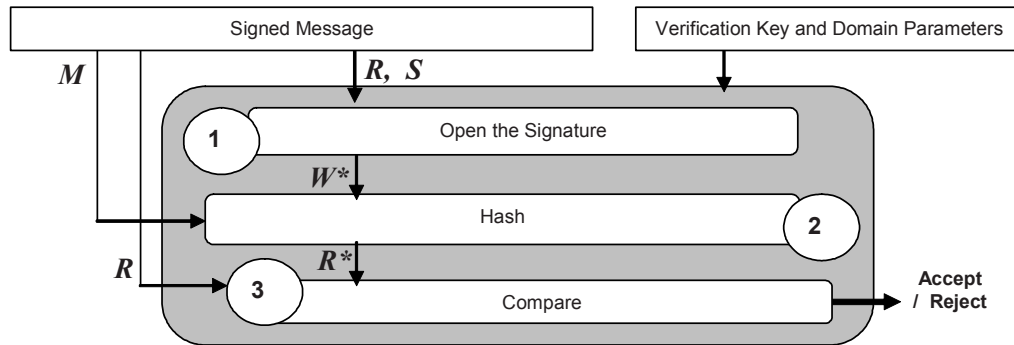 Signed Message
Verification Key and Domain Parameters
M
R, S
1
Open the Signature
W*
Hash
2
R*
R
3
Compare
Accept
/ Reject